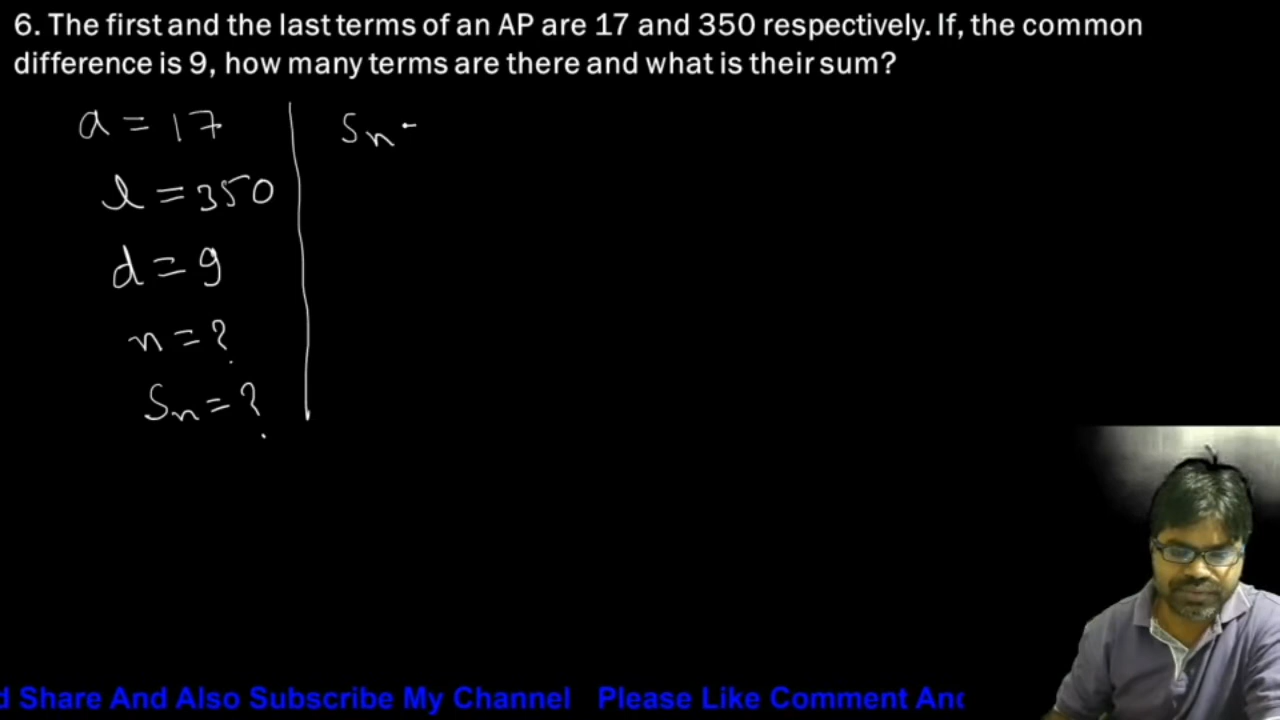 6. The first and the last terms of an AP are 17 and 350 respectively. If, the common
difference is 9, how many terms are there and what is their sum?
a = 17
l = 350
d = 9
n = ?
Sn = ?
Sn -
d Share And Also Subscribe My Channel Please Like Comment And